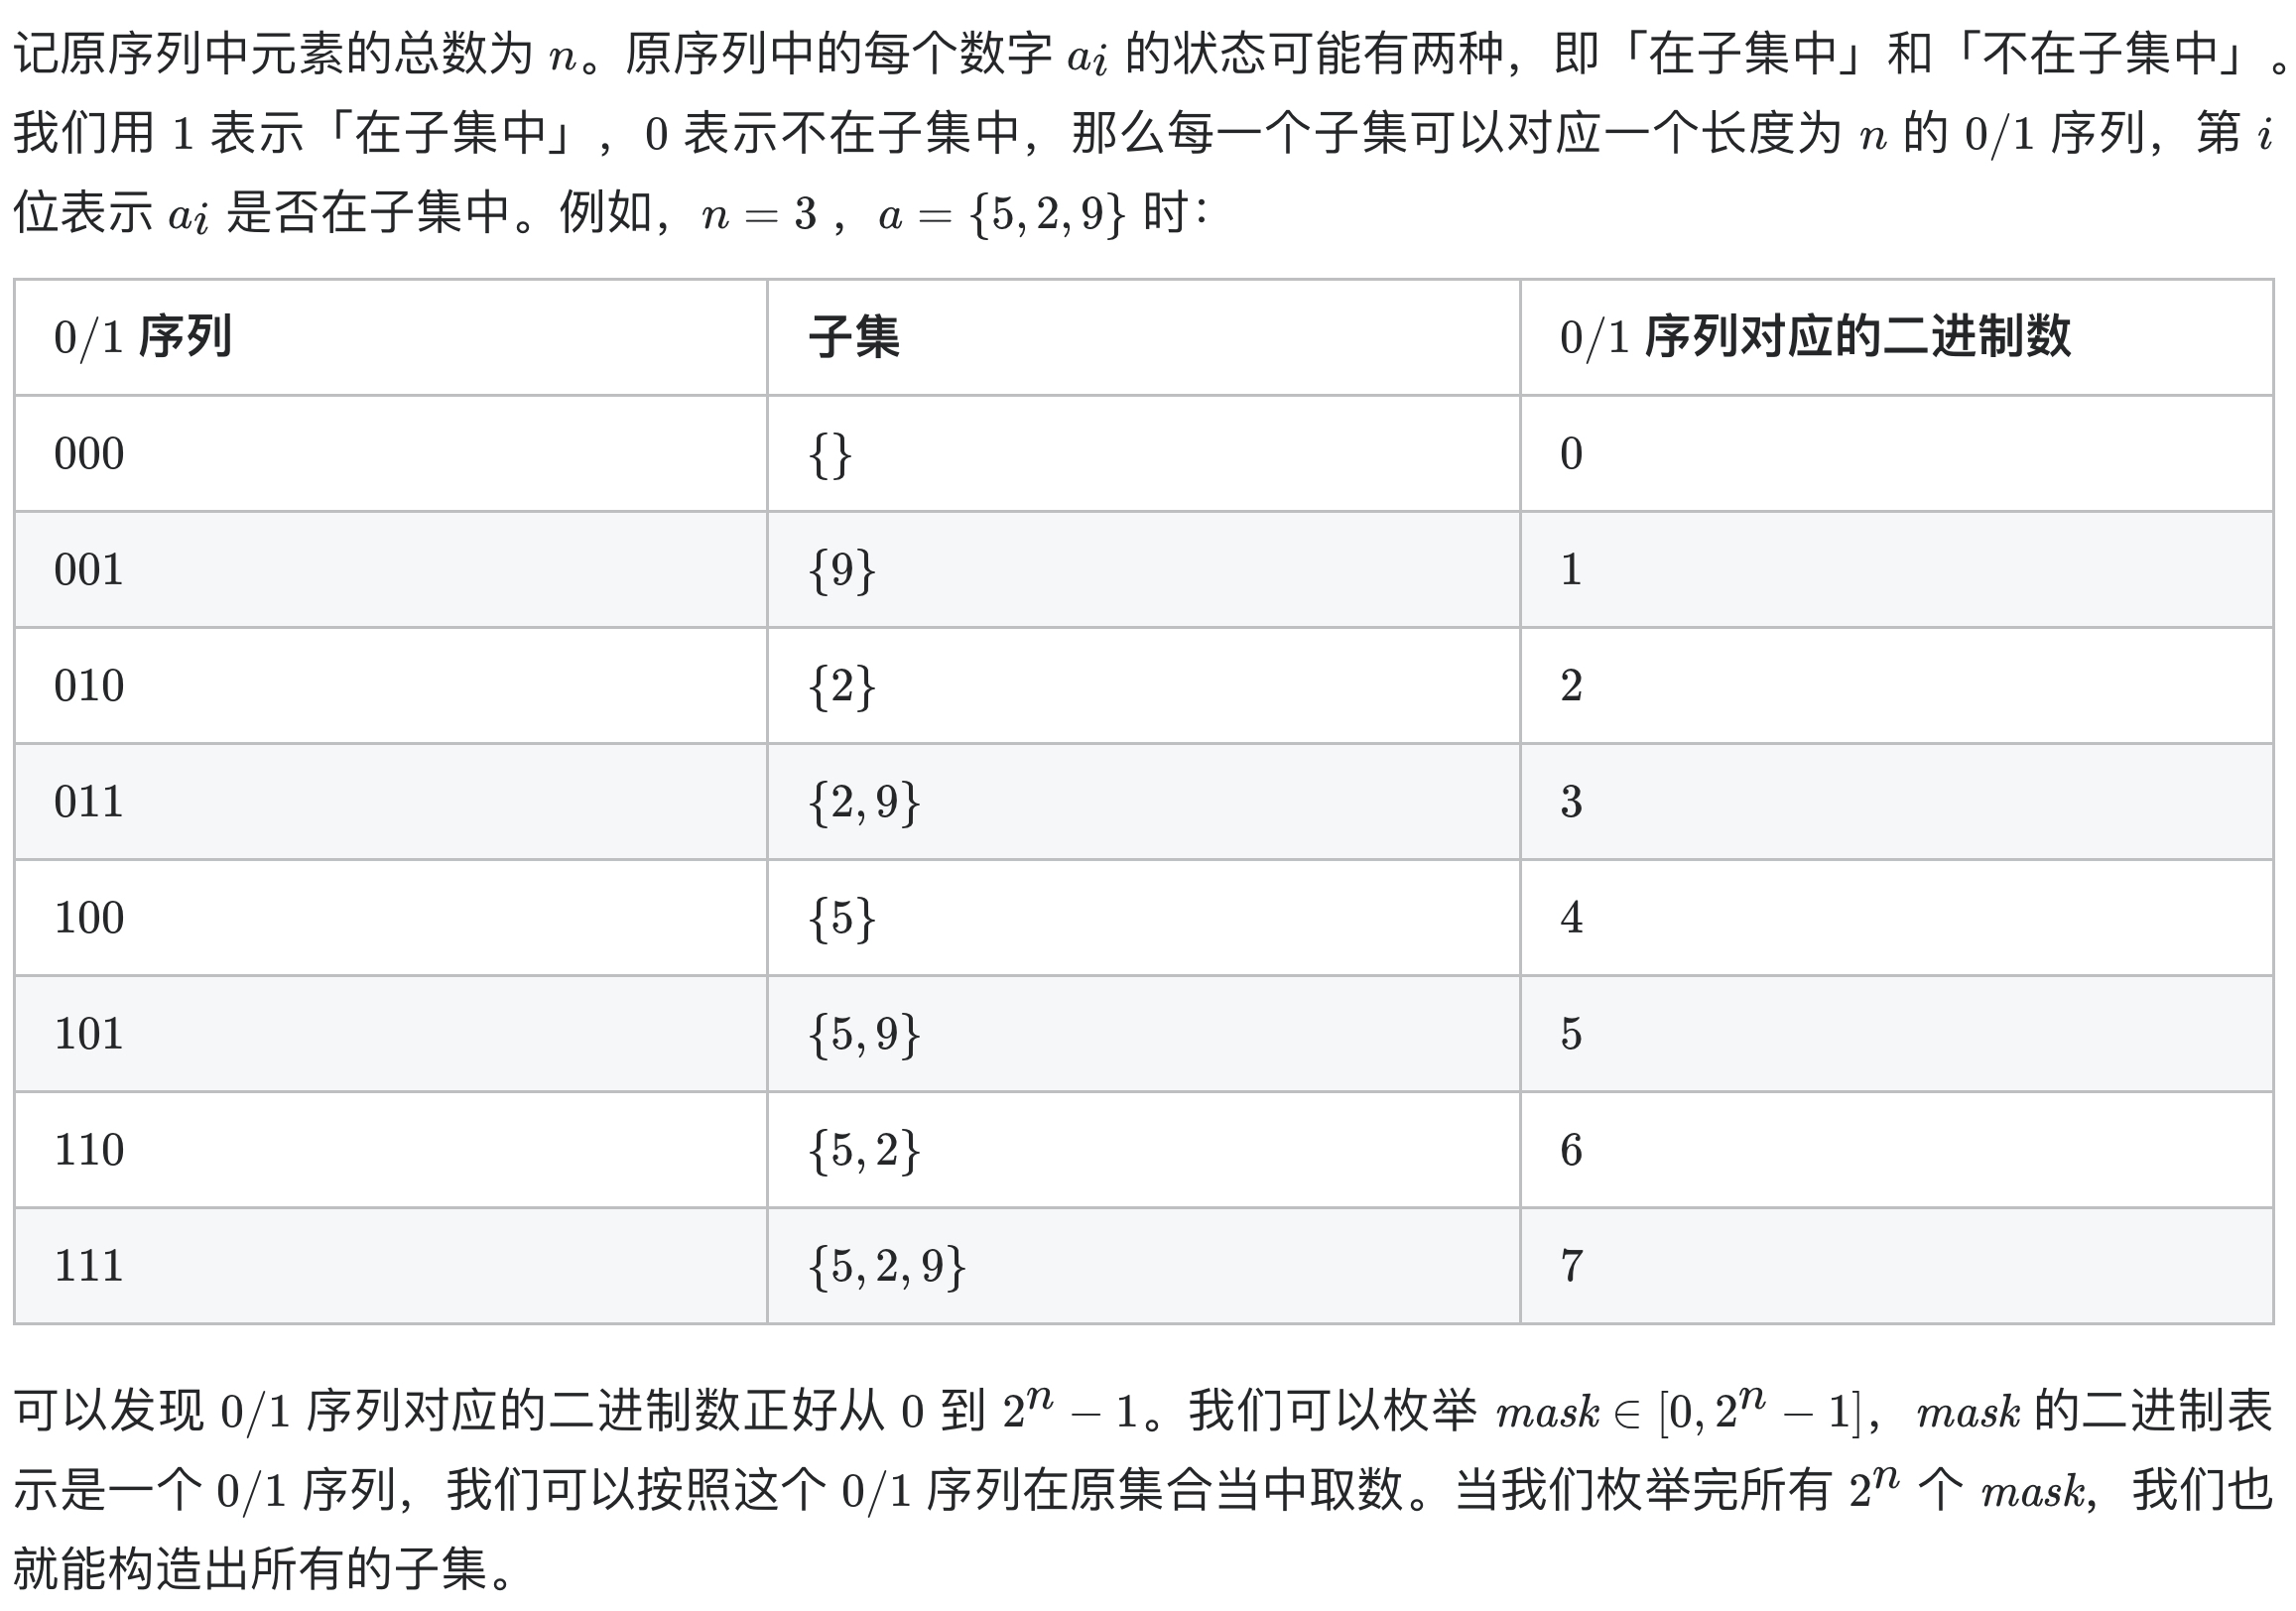 记原序列中元素的总数为 n。原序列中的每个数字 a_i 的状态可能有两种，即「在子集中」和「不在子集中」。
我们用 1 表示「在子集中」，0 表示不在子集中，那么每一个子集可以对应一个长度为 n 的 0/1 序列，第 i
位表示 a_i 是否在子集中。例如，n = 3 ，a = {5, 2, 9} 时：
0/1 序列 子集 0/1 序列对应的二进制数
000 {} 0
001 {9} 1
010 {2} 2
011 {2, 9} 3
100 {5} 4
101 {5, 9} 5
110 {5, 2} 6
111 {5, 2, 9} 7
可以发现 0/1 序列对应的二进制数正好从 0 到 2^n − 1。我们可以枚举 mask ∈ [0, 2^n − 1]，mask 的二进制表
示是一个 0/1 序列，我们可以按照这个 0/1 序列在原集合当中取数。当我们枚举完所有 2^n 个 mask，我们也
就能构造出所有的子集。